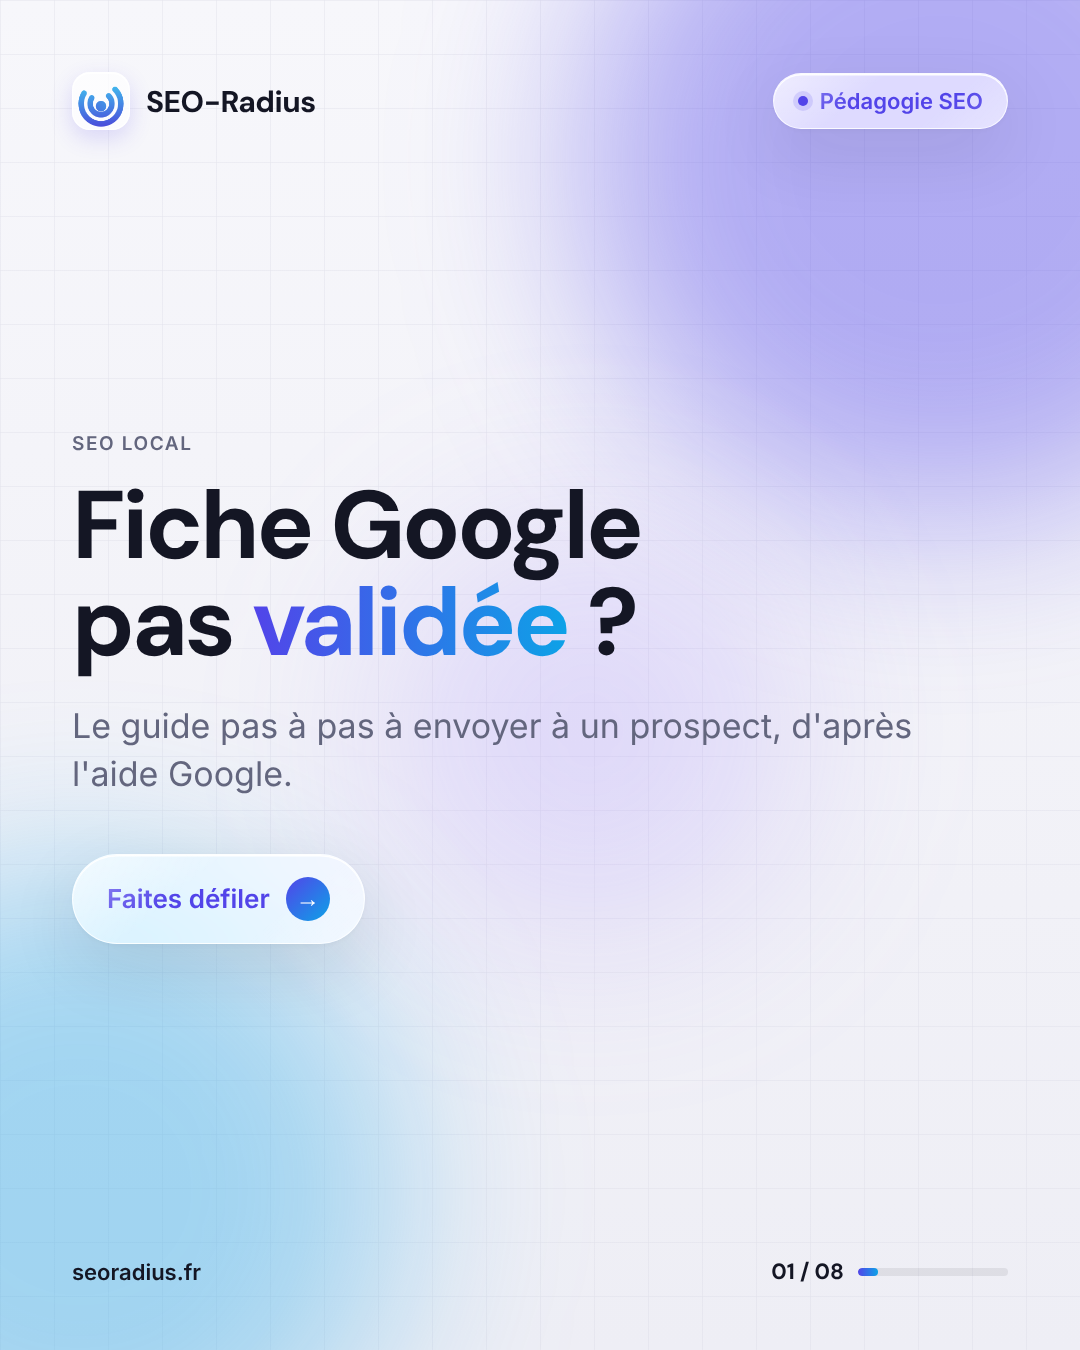 SEO-Radius
Pédagogie SEO
SEO LOCAL
Fiche Google
pas validée ?
Le guide pas à pas à envoyer à un prospect, d'après
l'aide Google.
Faites défiler →
seoradius.fr
01 / 08